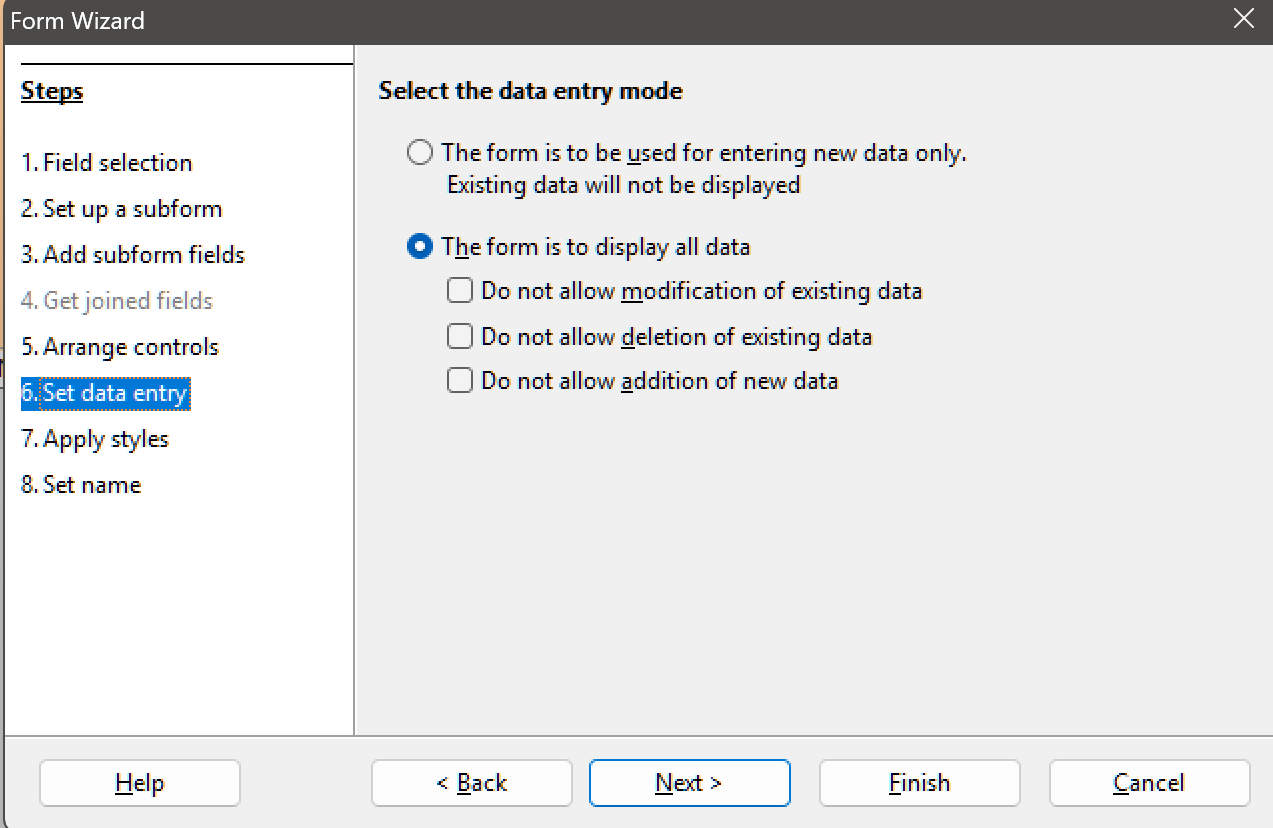 Form Wizard
Steps
1. Field selection
2. Set up a subform
3. Add subform fields
4. Get joined fields
5. Arrange controls
6. Set data entry
7. Apply styles
8. Set name
Select the data entry mode
The form is to be used for entering new data only.
Existing data will not be displayed
The form is to display all data
Do not allow modification of existing data
Do not allow deletion of existing data
Do not allow addition of new data
Help
< Back
Next >
Finish
Cancel